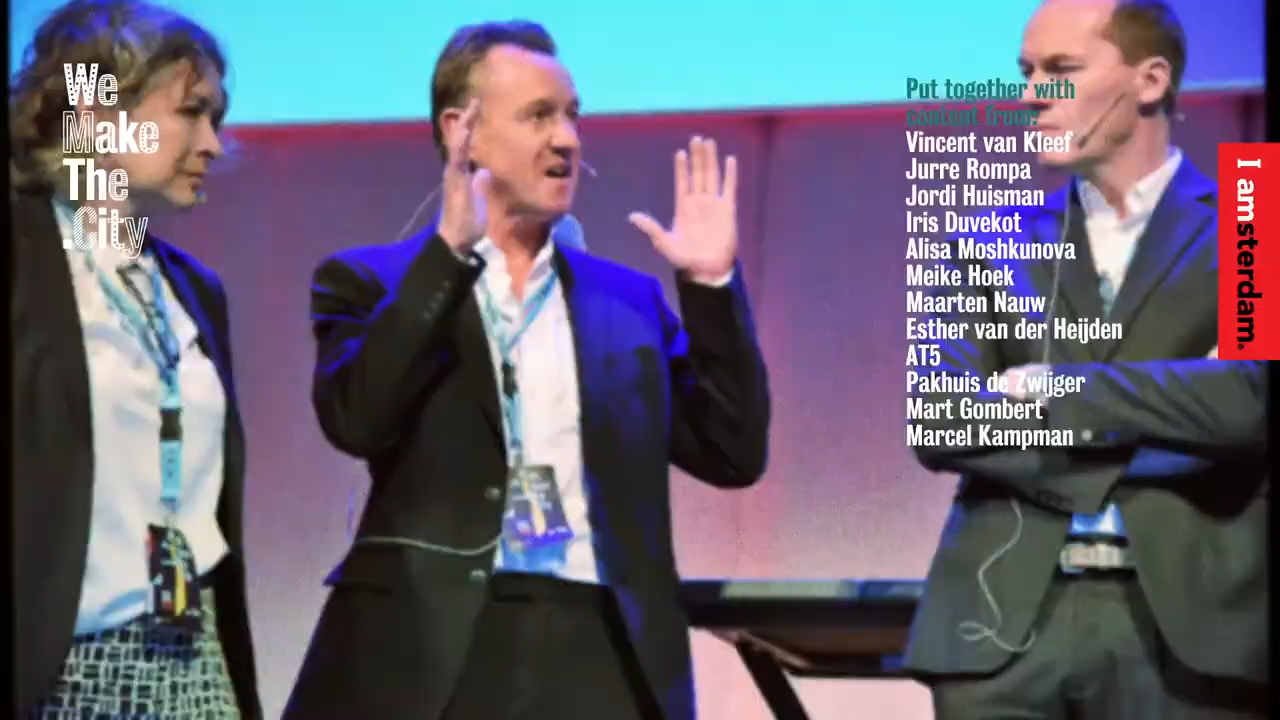 We
Make
The
.City
Put together with
content from:
Vincent van Kleef
Jurre Rompa
Jordi Huisman
Iris Duvekot
Alisa Moshkunova
Meike Hoek
Maarten Nauw
Esther van der Heijden
AT5
Pakhuis de Zwijger
Mart Gombert
Marcel Kampman
I amsterdam.